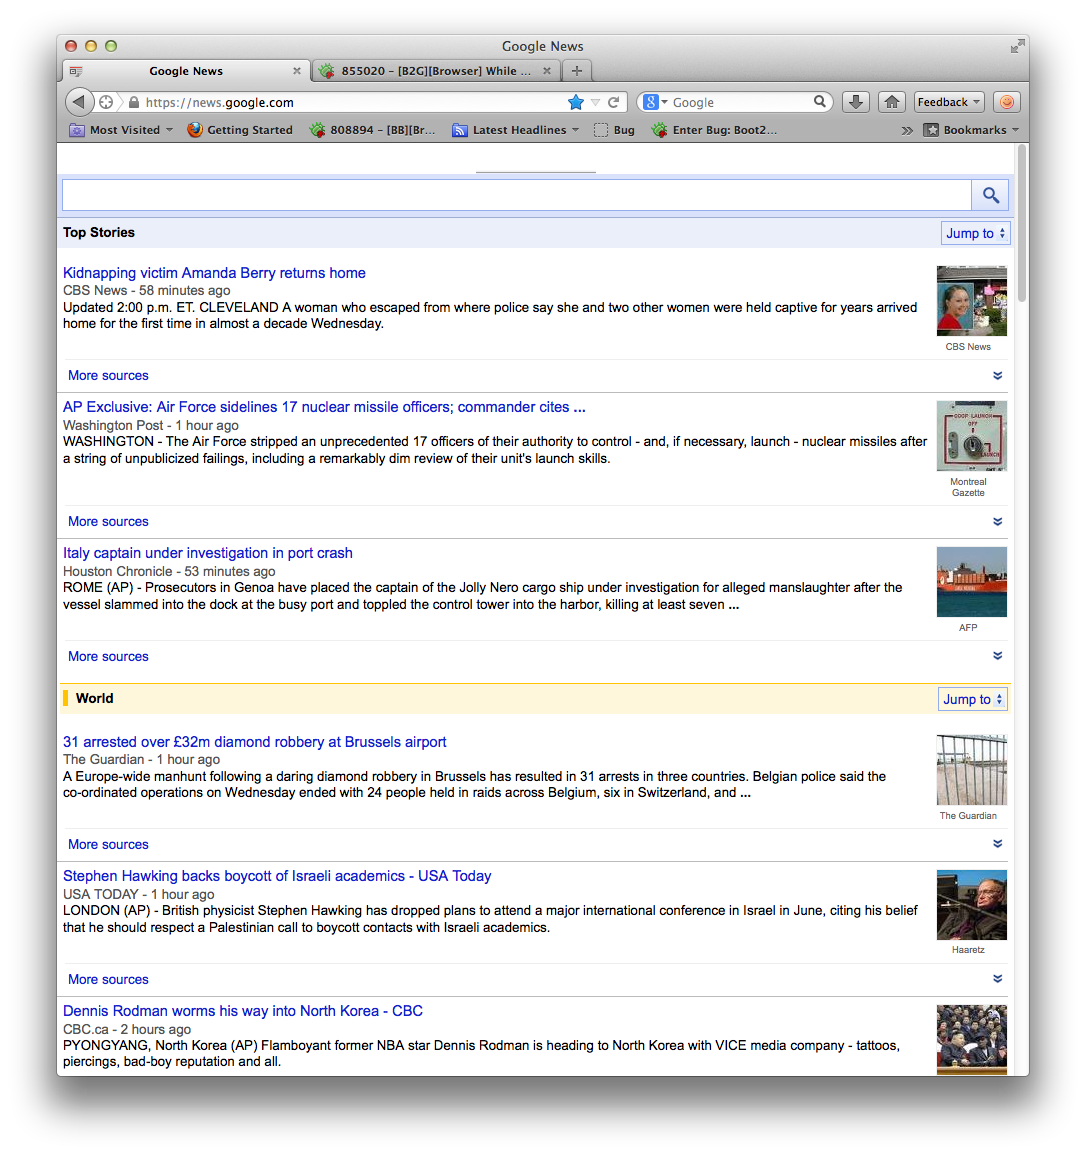 Google News
Google News
855020 – [B2G][Browser] While ...
https://news.google.com
Google
Feedback
Most Visited
Getting Started
808894 – [BB][Br...
Latest Headlines
Bug
Enter Bug: Boot2...
Bookmarks
Top Stories
Jump to
Kidnapping victim Amanda Berry returns home
CBS News - 58 minutes ago
Updated 2:00 p.m. ET. CLEVELAND A woman who escaped from where police say she and two other women were held captive for years arrived
home for the first time in almost a decade Wednesday.
CBS News
More sources
AP Exclusive: Air Force sidelines 17 nuclear missile officers; commander cites ...
Washington Post - 1 hour ago
WASHINGTON - The Air Force stripped an unprecedented 17 officers of their authority to control - and, if necessary, launch - nuclear missiles after
a string of unpublicized failings, including a remarkably dim review of their unit's launch skills.
COOP LAUNCH
OFF
LAUNCH
Montreal
Gazette
More sources
Italy captain under investigation in port crash
Houston Chronicle - 53 minutes ago
ROME (AP) - Prosecutors in Genoa have placed the captain of the Jolly Nero cargo ship under investigation for alleged manslaughter after the
vessel slammed into the dock at the busy port and toppled the control tower into the harbor, killing at least seven ...
AFP
More sources
World
Jump to
31 arrested over £32m diamond robbery at Brussels airport
The Guardian - 1 hour ago
A Europe-wide manhunt following a daring diamond robbery in Brussels has resulted in 31 arrests in three countries. Belgian police said the
co-ordinated operations on Wednesday ended with 24 people held in raids across Belgium, six in Switzerland, and ...
The Guardian
More sources
Stephen Hawking backs boycott of Israeli academics - USA Today
USA TODAY - 1 hour ago
LONDON (AP) - British physicist Stephen Hawking has dropped plans to attend a major international conference in Israel in June, citing his belief
that he should respect a Palestinian call to boycott contacts with Israeli academics.
Haaretz
More sources
Dennis Rodman worms his way into North Korea - CBC
CBC.ca - 2 hours ago
PYONGYANG, North Korea (AP) Flamboyant former NBA star Dennis Rodman is heading to North Korea with VICE media company - tattoos,
piercings, bad-boy reputation and all.